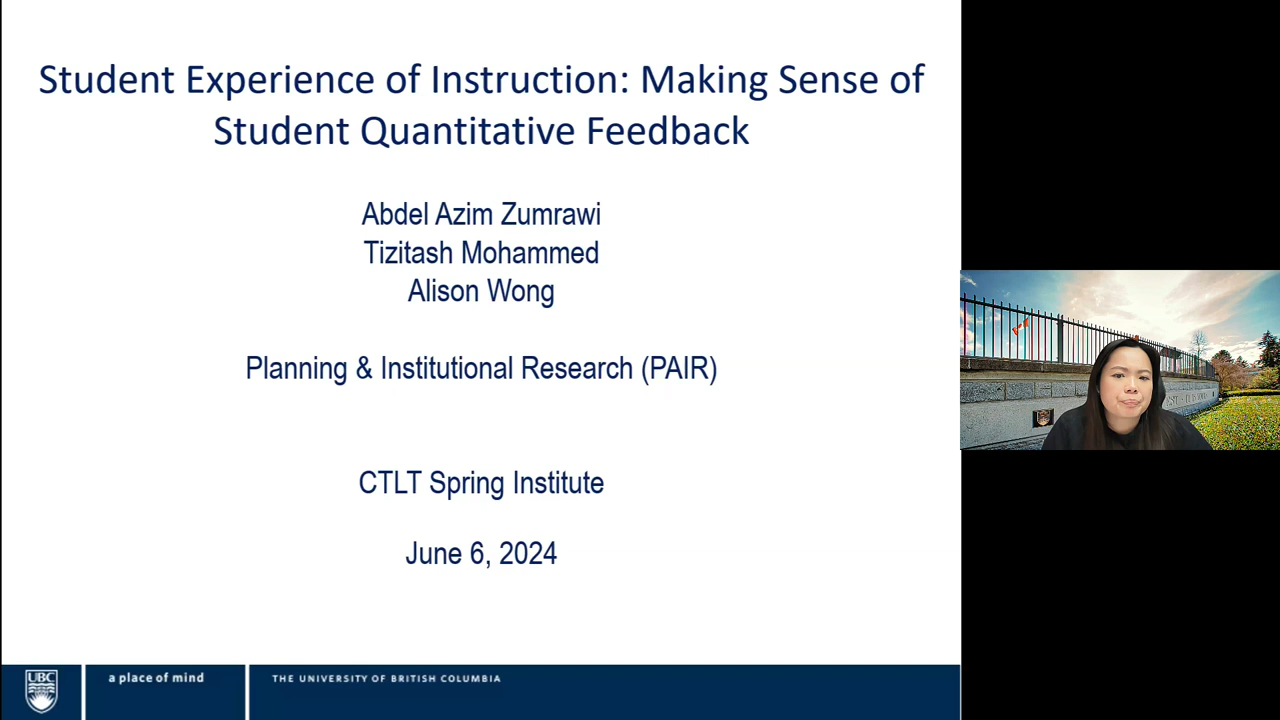 Student Experience of Instruction: Making Sense of
Student Quantitative Feedback
Abdel Azim Zumrawi
Tizitash Mohammed
Alison Wong
Planning & Institutional Research (PAIR)
CTLT Spring Institute
June 6, 2024
UBC
a place of mind
THE UNIVERSITY OF BRITISH COLUMBIA